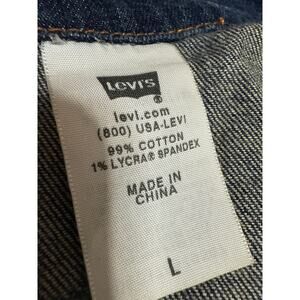 Levi's
®
levi.com
(800) USA-LEVI
99% COTTON
1% LYCRA® SPANDEX
MADE IN
CHINA
L